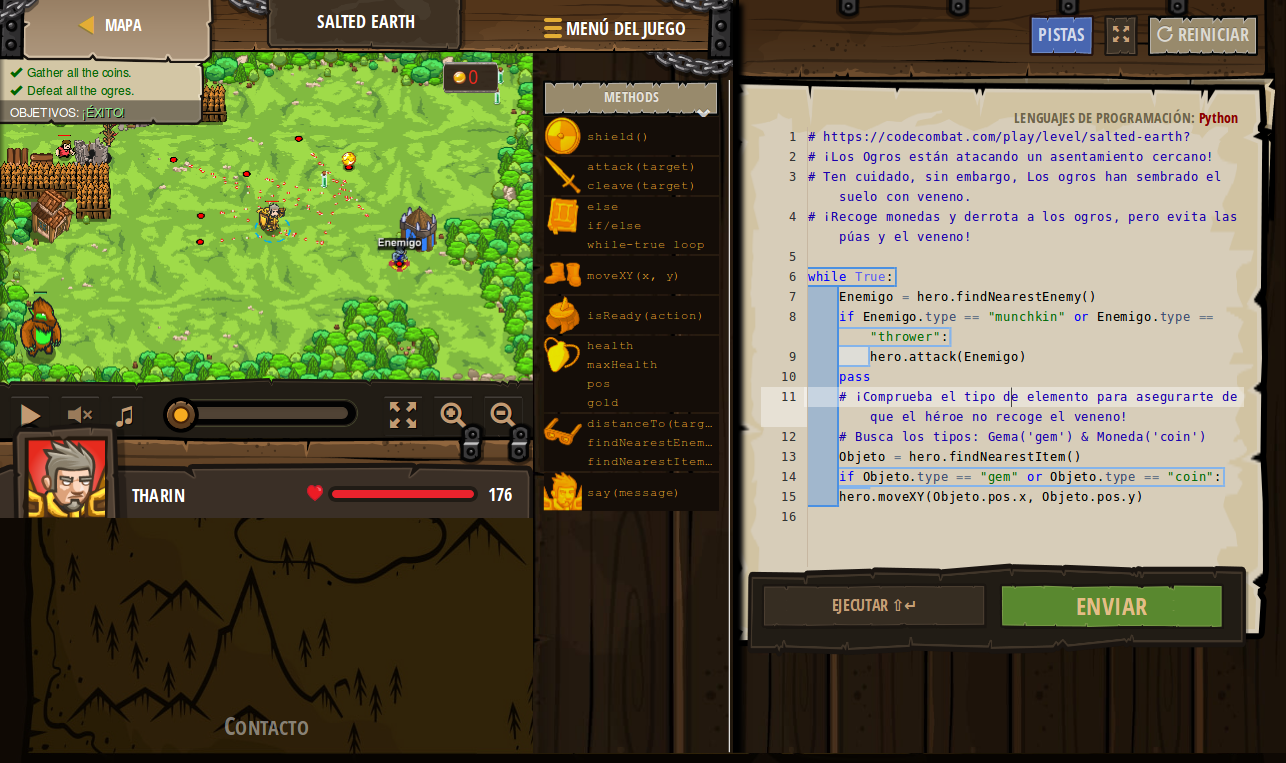 MAPA
SALTED EARTH
MENÚ DEL JUEGO
PISTAS
REINICIAR
Gather all the coins.
Defeat all the ogres.
OBJETIVOS: ¡ÉXITO!
0
Enemigo
THARIN
176
CONTACTO
METHODS
shield()
attack(target)
cleave(target)
else
if/else
while-true loop
moveXY(x, y)
isReady(action)
health
maxHealth
pos
gold
distanceTo(targ…
findNearestEnem…
findNearestItem…
say(message)
LENGUAJES DE PROGRAMACIÓN: Python
1 # https://codecombat.com/play/level/salted-earth?
2 # ¡Los Ogros están atacando un asentamiento cercano!
3 # Ten cuidado, sin embargo, Los ogros han sembrado el
suelo con veneno.
4 # ¡Recoge monedas y derrota a los ogros, pero evita las
púas y el veneno!
5
6 while True:
7 Enemigo = hero.findNearestEnemy()
8 if Enemigo.type == "munchkin" or Enemigo.type ==
"thrower":
9 hero.attack(Enemigo)
10 pass
11 # ¡Comprueba el tipo de elemento para asegurarte de
que el héroe no recoge el veneno!
12 # Busca los tipos: Gema('gem') & Moneda('coin')
13 Objeto = hero.findNearestItem()
14 if Objeto.type == "gem" or Objeto.type == "coin":
15 hero.moveXY(Objeto.pos.x, Objeto.pos.y)
16
EJECUTAR ⇧↵
ENVIAR